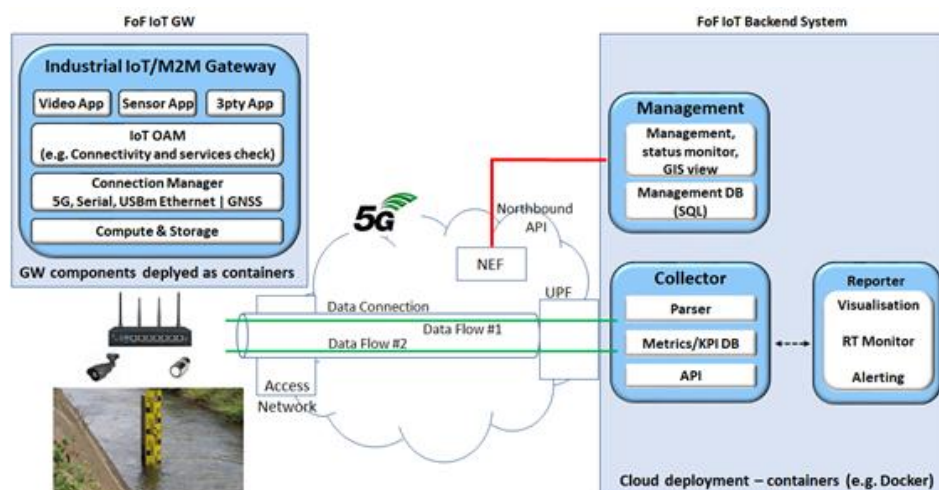 FoF IoT GW
Industrial IoT/M2M Gateway
Video App
Sensor App
3pty App
IoT OAM
(e.g. Connectivity and services check)
Connection Manager
5G, Serial, USBm Ethernet | GNSS
Compute & Storage
GW components deplyed as containers
5G
Northbound
API
NEF
UPF
Data Connection
Data Flow #1
Data Flow #2
Access
Network
FoF IoT Backend System
Management
Management,
status monitor,
GIS view
Management DB
(SQL)
Collector
Parser
Metrics/KPI DB
API
Reporter
Visualisation
RT Monitor
Alerting
Cloud deployment – containers (e.g. Docker)